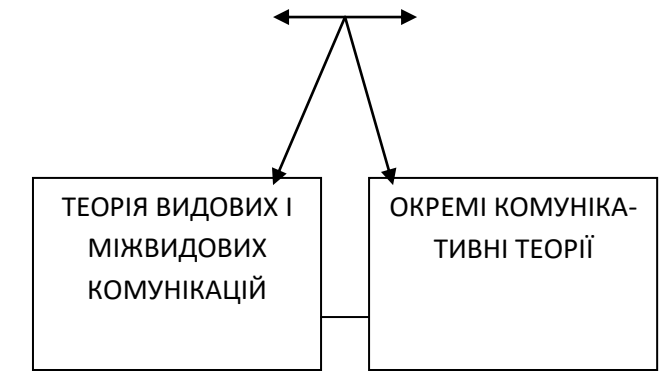 ТЕОРІЯ ВИДОВИХ І
МІЖВИДОВИХ
КОМУНІКАЦІЙ
ОКРЕМІ КОМУНІКА-
ТИВНІ ТЕОРІЇ